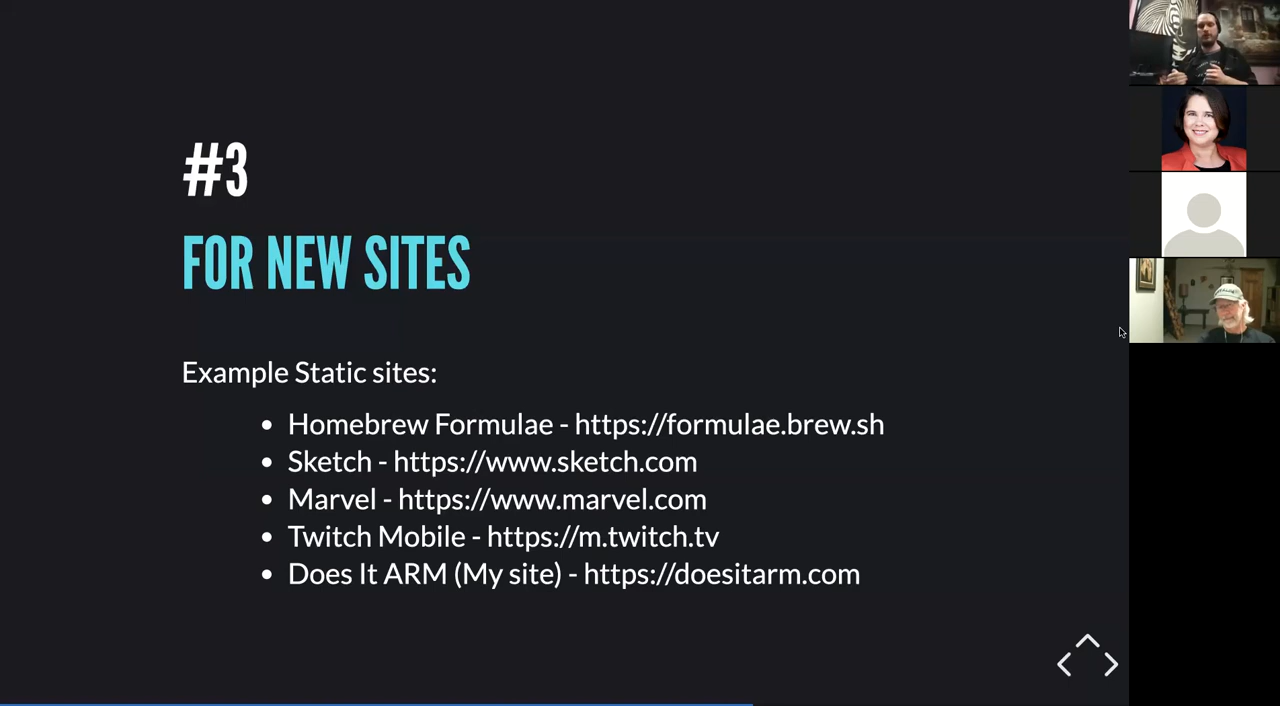 #3
FOR NEW SITES
Example Static sites:
• Homebrew Formulae - https://formulae.brew.sh
• Sketch - https://www.sketch.com
• Marvel - https://www.marvel.com
• Twitch Mobile - https://m.twitch.tv
• Does It ARM (My site) - https://doesitarm.com